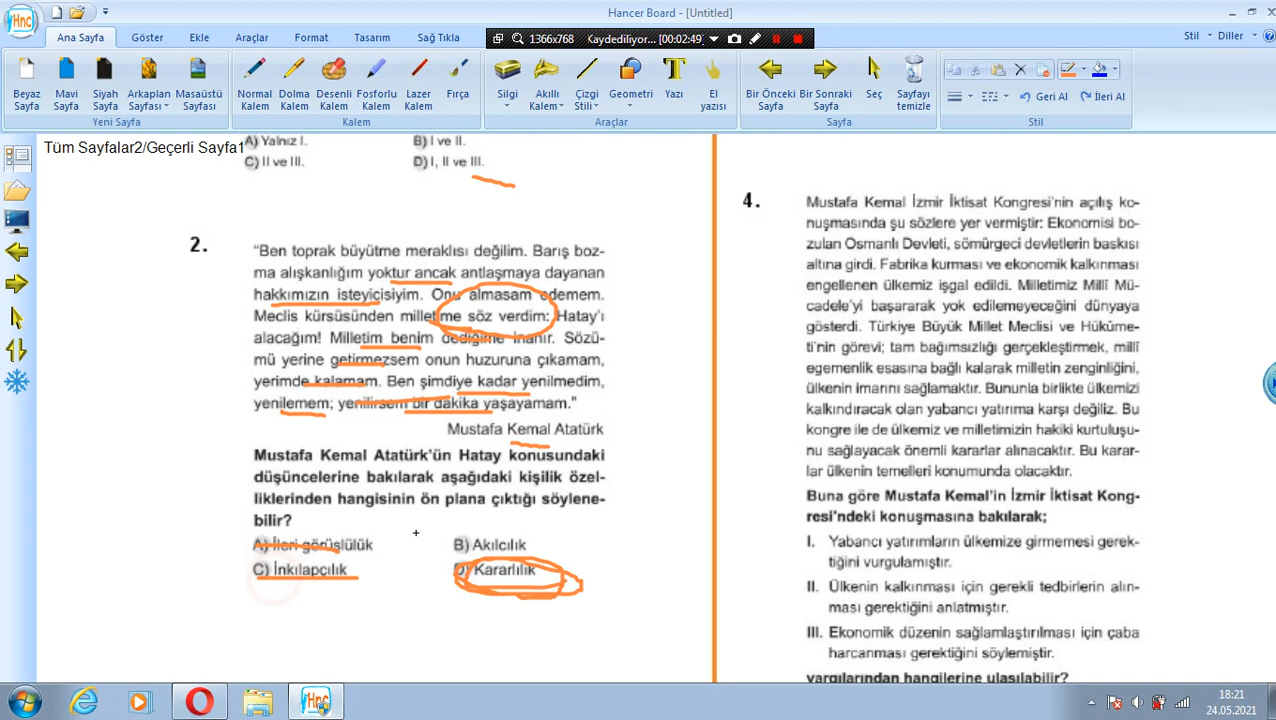 Hancer Board - [Untitled]
Hnc
Ana Sayfa
Göster
Ekle
Araçlar
Format
Tasarım
Sağ Tıkla
1366x768
Kaydediliyor... [00:02:49]
Stil
Diller
Beyaz Sayfa
Mavi Sayfa
Siyah Sayfa
Arkaplan Sayfası
Masaüstü Sayfası
Normal Kalem
Dolma Kalem
Desenli Kalem
Fosforlu Kalem
Lazer Kalem
Fırça
Silgi
Akıllı Kalem
Çizgi Stili
Geometri
Yazı
El yazısı
Bir Önceki Sayfa
Bir Sonraki Sayfa
Seç
Sayfayı temizle
Geri Al
İleri Al
Yeni Sayfa
Kalem
Araçlar
Sayfa
Stil
Tüm Sayfalar2/Geçerli Sayfa1
A) Yalnız I.
B) I ve II.
C) II ve III.
D) I, II ve III.
2.
"Ben toprak büyütme meraklısı değilim. Barış boz-
ma alışkanlığım yoktur ancak antlaşmaya dayanan
hakkımızın isteyicisiyim. Onu almasam edemem.
Meclis kürsüsünden milletime söz verdim: Hatay'ı
alacağım! Milletim benim dediğime inanır. Sözü-
mü yerine getirmezsem onun huzuruna çıkamam,
yerimde kalamam. Ben şimdiye kadar yenilmedim,
yenilemem; yenilirsem bir dakika yaşayamam."
Mustafa Kemal Atatürk
Mustafa Kemal Atatürk'ün Hatay konusundaki
düşüncelerine bakılarak aşağıdaki kişilik özel-
liklerinden hangisinin ön plana çıktığı söylene-
bilir?
A) İleri görüşlülük
B) Akılcılık
C) İnkılapçılık
D) Kararlılık
4.
Mustafa Kemal İzmir İktisat Kongresi'nin açılış ko-
nuşmasında şu sözlere yer vermiştir: Ekonomisi bo-
zulan Osmanlı Devleti, sömürgeci devletlerin baskısı
altına girdi. Fabrika kurması ve ekonomik kalkınması
engellenen ülkemiz işgal edildi. Milletimiz Millî Mü-
cadele'yi başararak yok edilemeyeceğini dünyaya
gösterdi. Türkiye Büyük Millet Meclisi ve Hükûme-
ti'nin görevi; tam bağımsızlığı gerçekleştirmek, millî
egemenlik esasına bağlı kalarak milletin zenginliğini,
ülkenin imarını sağlamaktır. Bununla birlikte ülkemizi
kalkındıracak olan yabancı yatırıma karşı değiliz. Bu
kongre ile de ülkemiz ve milletimizin hakiki kurtuluşu-
nu sağlayacak önemli kararlar alınacaktır. Bu karar-
lar ülkenin temelleri konumunda olacaktır.
Buna göre Mustafa Kemal'in İzmir İktisat Kong-
resi'ndeki konuşmasına bakılarak;
I. Yabancı yatırımların ülkemize girmemesi gerek-
tiğini vurgulamıştır.
II. Ülkenin kalkınması için gerekli tedbirlerin alın-
ması gerektiğini anlatmıştır.
III. Ekonomik düzenin sağlamlaştırılması için çaba
harcanması gerektiğini söylemiştir.
yargılarından hangilerine ulaşılabilir?
Hnc
18:21
24.05.2021